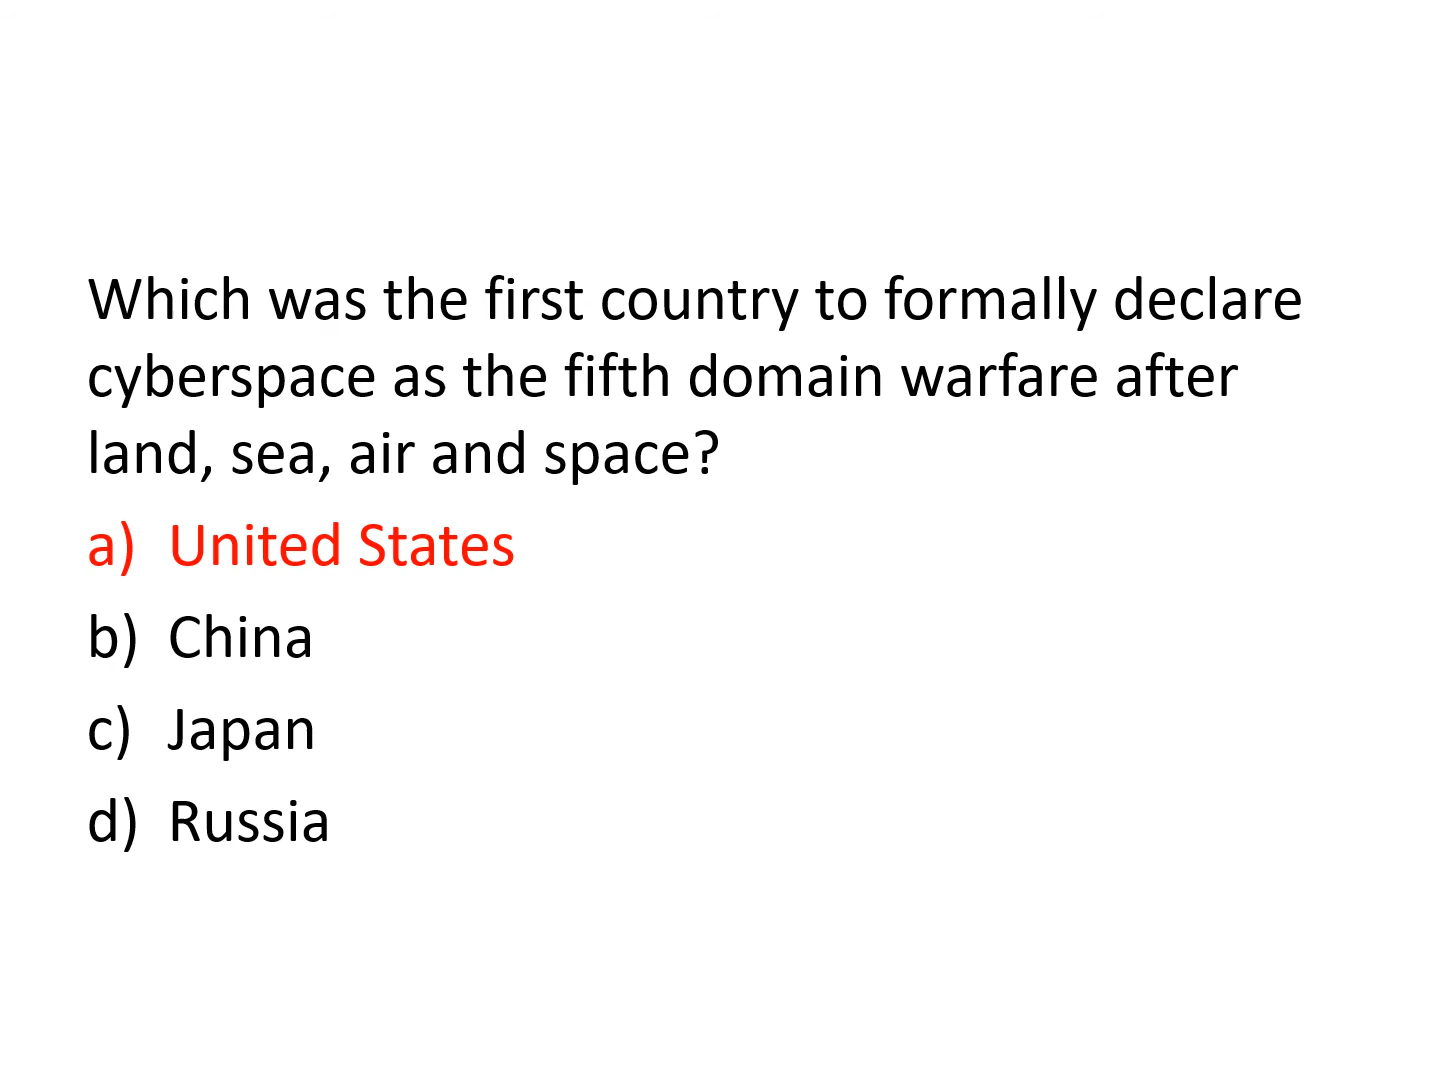 Which was the first country to formally declare
cyberspace as the fifth domain warfare after
land, sea, air and space?
a) United States
b) China
c) Japan
d) Russia